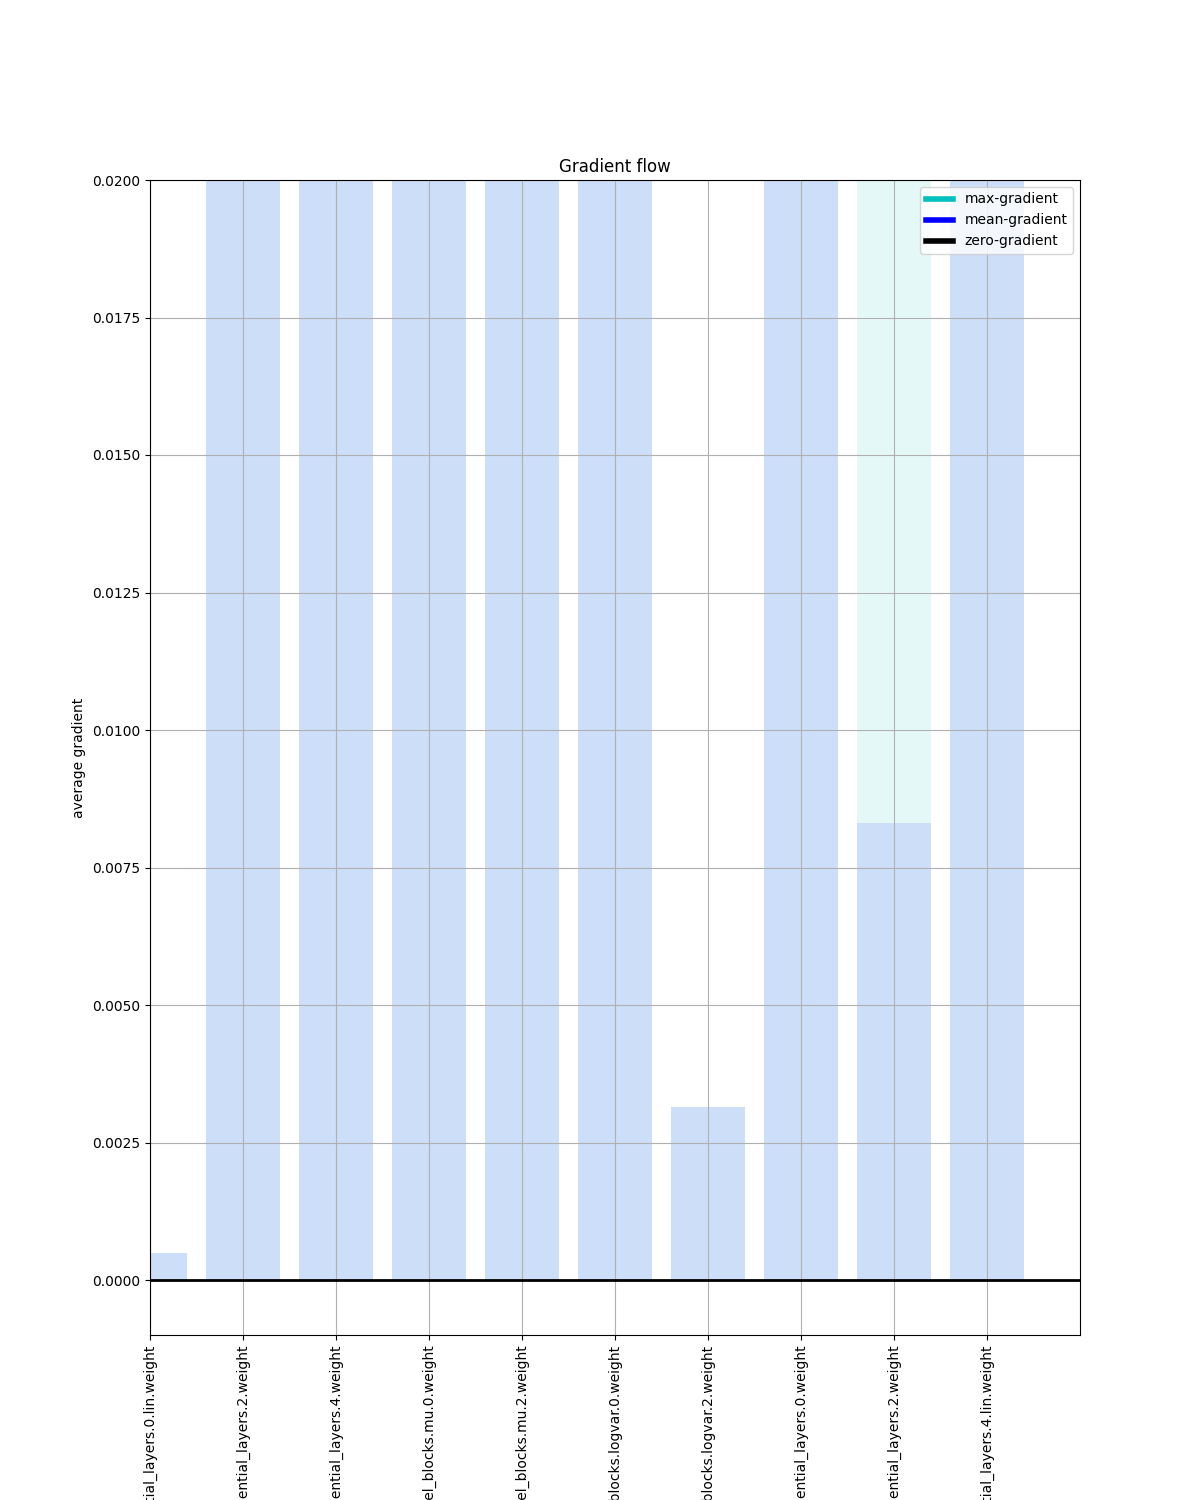 Gradient flow
max-gradient
mean-gradient
zero-gradient
0.0200
0.0175
0.0150
0.0125
0.0100
0.0075
0.0050
0.0025
0.0000
average gradient
tial_layers.0.lin.weight
ential_layers.2.weight
ential_layers.4.weight
el_blocks.mu.0.weight
el_blocks.mu.2.weight
blocks.logvar.0.weight
blocks.logvar.2.weight
ential_layers.0.weight
ential_layers.2.weight
tial_layers.4.lin.weight